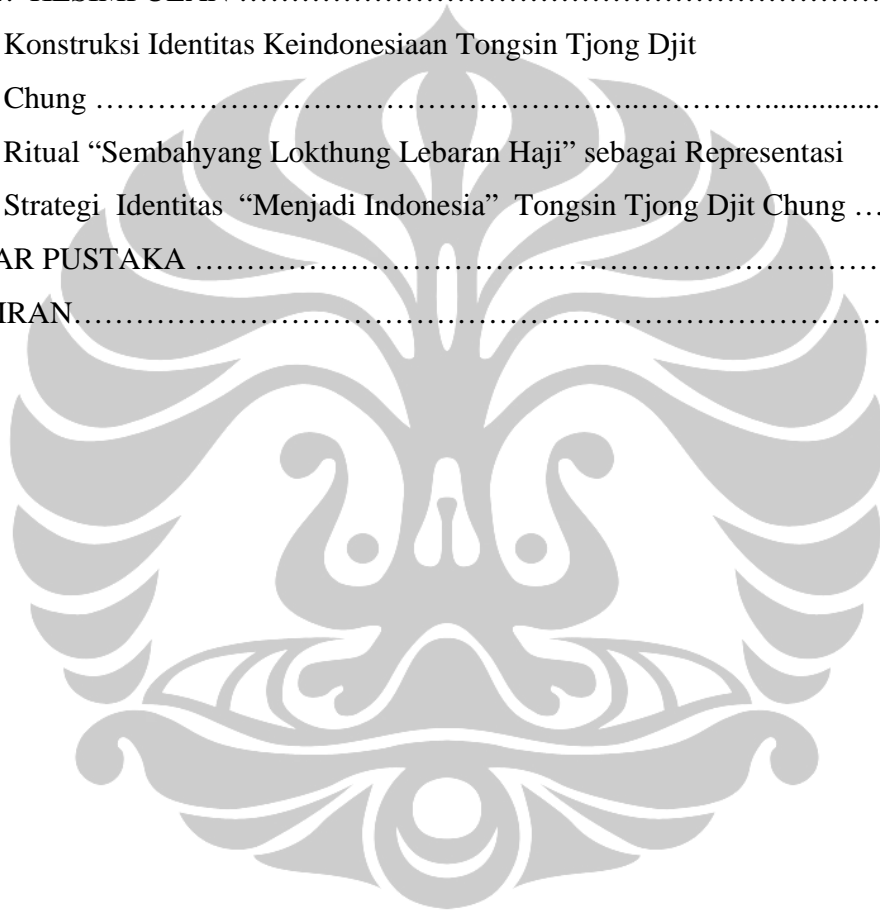 KESIMPULAN ……………………………………………………………
Konstruksi Identitas Keindonesiaan Tongsin Tjong Djit
Chung ……………………………………………..…………...............
Ritual “Sembahyang Lokthung Lebaran Haji” sebagai Representasi
Strategi Identitas “Menjadi Indonesia” Tongsin Tjong Djit Chung …
AR PUSTAKA ……………………………………………………………
IRAN……………………………………………………………………